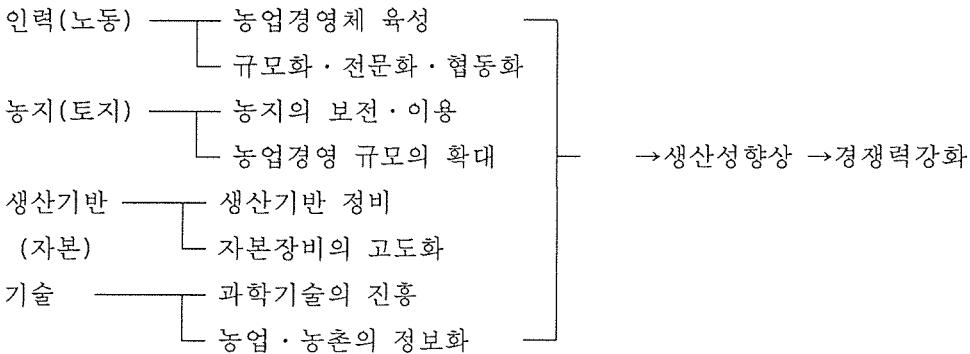 인력(노동) 농업경영체 육성
규모화·전문화·협동화
농지(토지) 농지의 보전·이용
농업경영 규모의 확대 →생산성향상 →경쟁력강화
생산기반 생산기반 정비
(자본) 자본장비의 고도화
기술 과학기술의 진흥
농업·농촌의 정보화